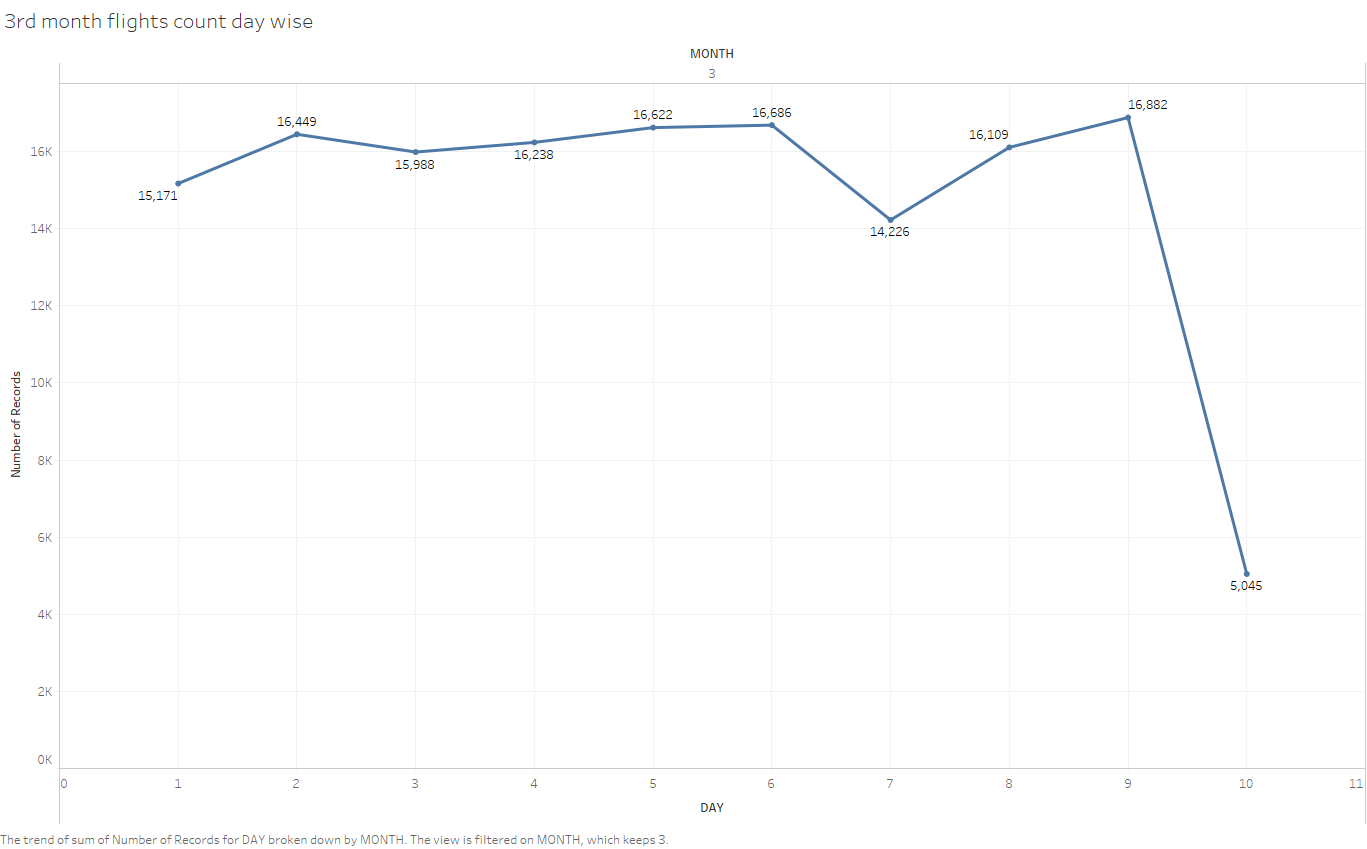 3rd month flights count day wise
MONTH
3
16,882
16,622
16,686
16,449
16,109
16K
16,238
15,988
15,171
14K
14,226
12K
10K
Number of Records
8K
6K
5,045
4K
2K
0K
0 1 2 3 4 5 6 7 8 9 10 11
DAY
The trend of sum of Number of Records for DAY broken down by MONTH. The view is filtered on MONTH, which keeps 3.